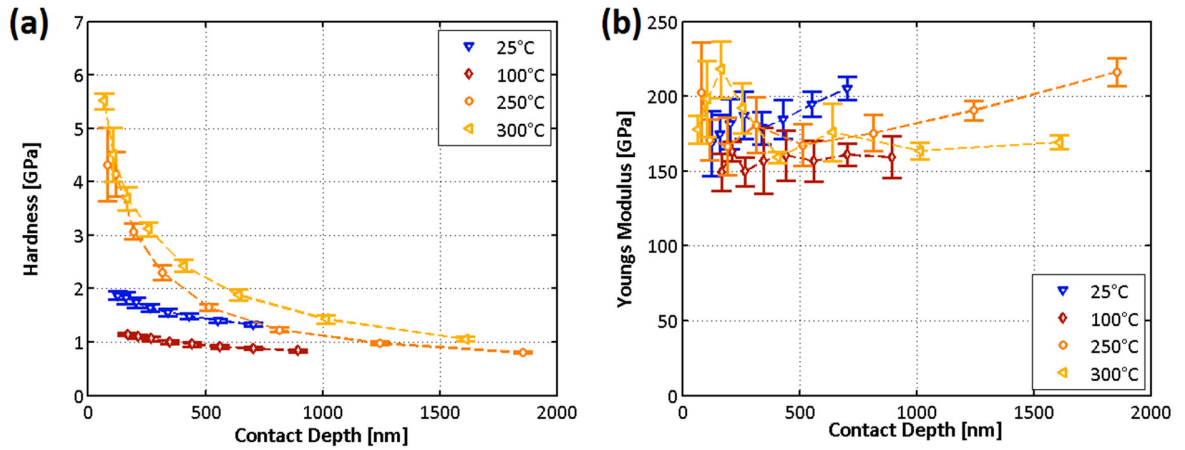 (a)
7
6
5
4
3
2
1
0
Hardness [GPa]
25°C
100°C
250°C
300°C
0 500 1000 1500 2000
Contact Depth [nm]
(b)
250
200
150
100
50
0
Youngs Modulus [GPa]
25°C
100°C
250°C
300°C
0 500 1000 1500 2000
Contact Depth [nm]